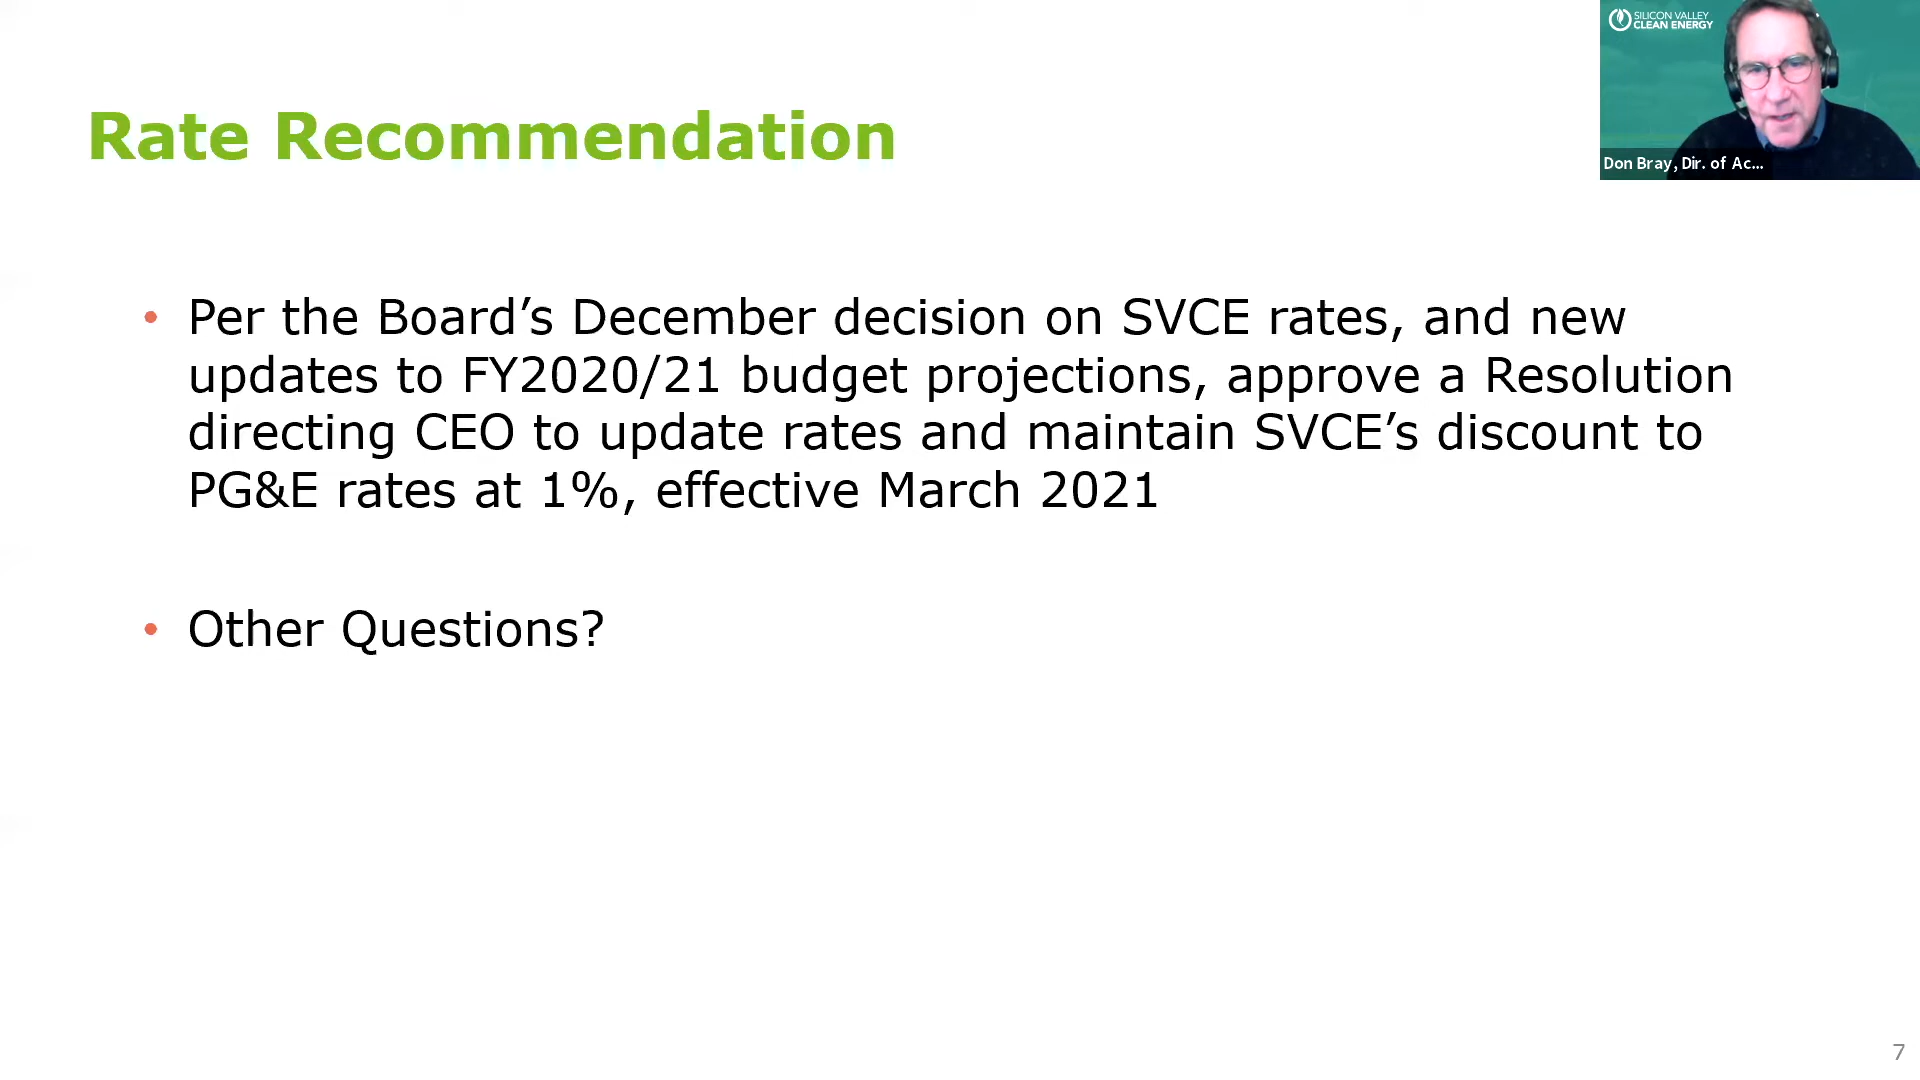 SILICON VALLEY
CLEAN ENERGY
Don Bray, Dir. of Ac...
Rate Recommendation
• Per the Board’s December decision on SVCE rates, and new
updates to FY2020/21 budget projections, approve a Resolution
directing CEO to update rates and maintain SVCE’s discount to
PG&E rates at 1%, effective March 2021
• Other Questions?
7